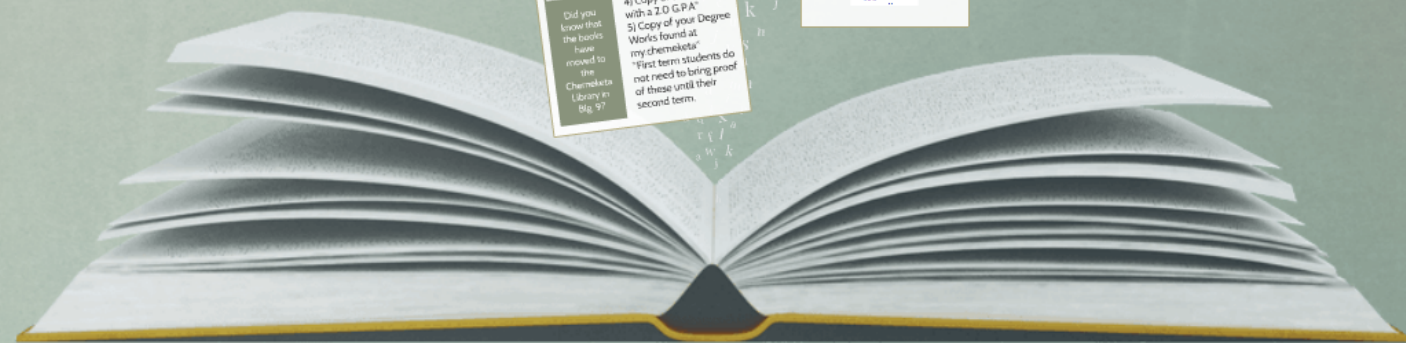 Did you
know that
the books
have
moved to
the
Chemeketa
Library in
Blg. 9?
4) Copy
with a 2.0 G.P.A"
5) Copy of your Degree
Works found at
my.chemeketa"
"First term students do
not need to bring proof
of these until their
second term.
k